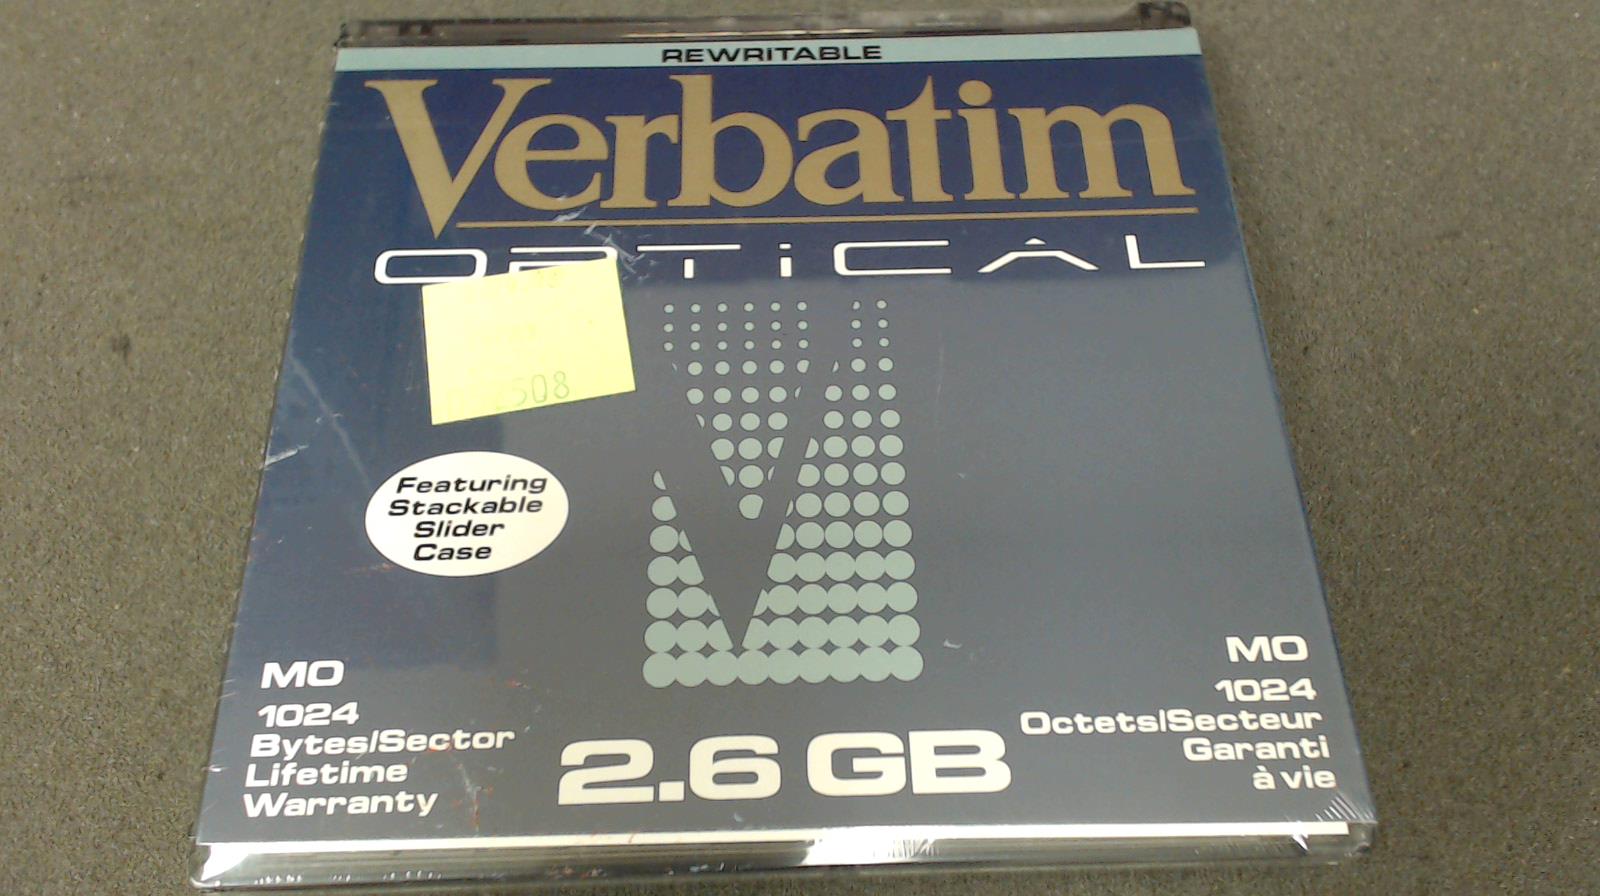 REWRITABLE
Verbatim
OPTiCAL
508
Featuring
Stackable
Slider
Case
MO
1024
Bytes/Sector
Lifetime
Warranty
2.6 GB
MO
1024
Octets/Secteur
Garanti
à vie